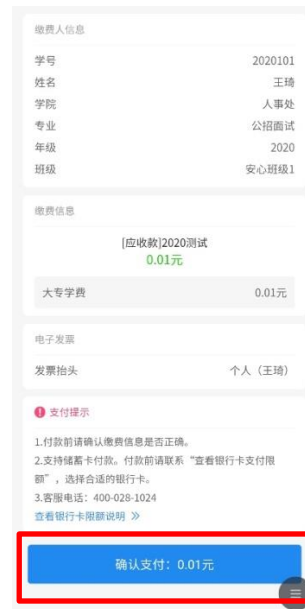 缴费人信息
学号 2020101
姓名 王琦
学院 人事处
专业 公招面试
年级 2020
班级 安心班级1
缴费信息
[应收款]2020测试
0.01元
大专学费 0.01元
电子发票
发票抬头 个人（王琦）
支付提示
1.付款前请确认缴费信息是否正确。
2.支持储蓄卡付款。付款前请联系“查看银行卡支付限
额”，选择合适的银行卡。
3.客服电话：400-028-1024
查看银行卡限额说明 》
确认支付：0.01元